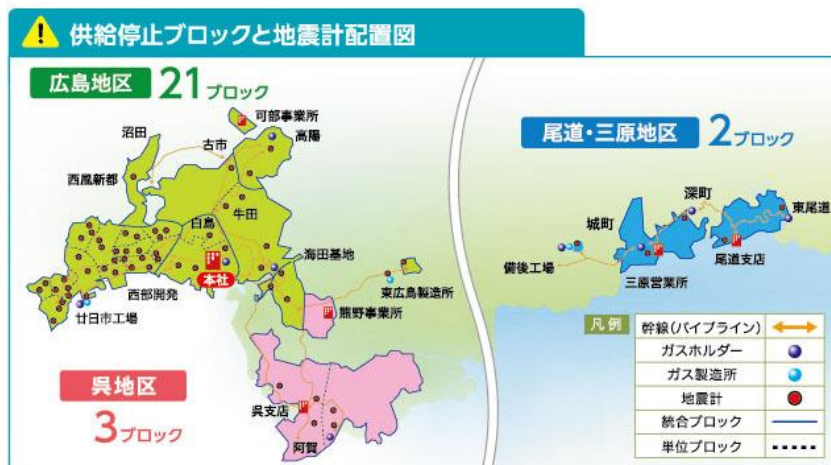 供給停止ブロックと地震計配置図
広島地区 21ブロック
可部事業所
沼田
古市
高陽
西風新都
白島
牛田
海田基地
本社
西部開発
東広島製造所
廿日市工場
熊野事業所
呉地区
3ブロック
呉支店
阿賀
尾道・三原地区 2ブロック
深町
東尾道
城町
備後工場
尾道支店
三原営業所
凡例
幹線(パイプライン)
ガスホルダー
ガス製造所
地震計
統合ブロック
単位ブロック